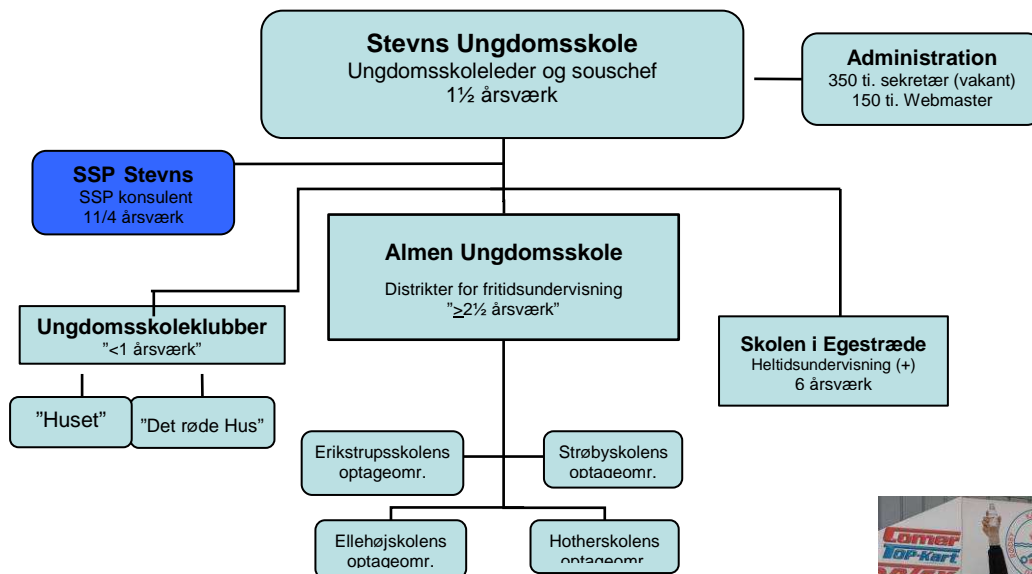 Stevns Ungdomsskole
Ungdomsskoleleder og souschef
1½ årsværk
Administration
350 ti. sekretær (vakant)
150 ti. Webmaster
SSP Stevns
SSP konsulent
11/4 årsværk
Almen Ungdomsskole
Distrikter for fritidsundervisning
”≥2½ årsværk”
Ungdomsskoleklubber
”<1 årsværk”
Skolen i Egestræde
Heltidsundervisning (+)
6 årsværk
”Huset”
”Det røde Hus”
Erikstrupsskolens
optageomr.
Strøbyskolens
optageomr.
Ellehøjskolens
optageomr.
Hotherskolens
optageomr
Comer
TOP-Kart